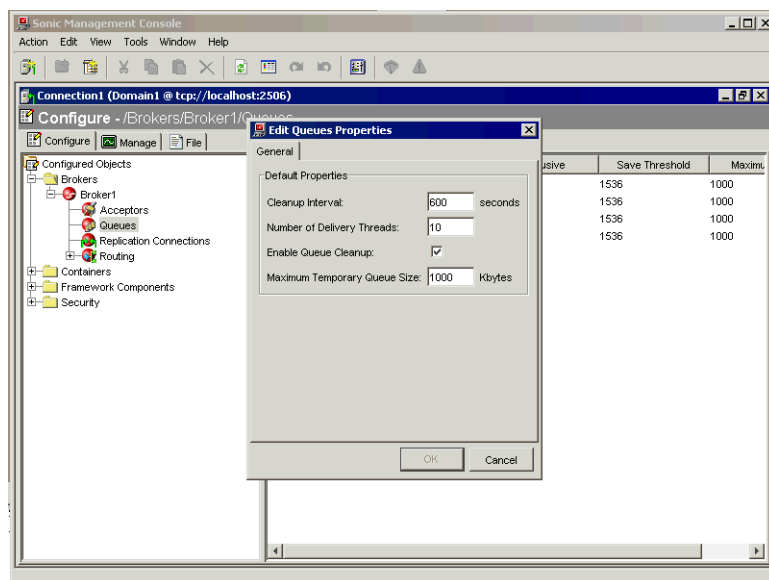 Sonic Management Console
Action Edit View Tools Window Help
Connection1 (Domain1 @ tcp://localhost:2506)
Configure - /Brokers/Broker1/Queues
Configure Manage File
Configured Objects
Brokers
Broker1
Acceptors
Queues
Replication Connections
Routing
Containers
Framework Components
Security
Edit Queues Properties
General
Default Properties
Cleanup Interval: 600 seconds
Number of Delivery Threads: 10
Enable Queue Cleanup:
Maximum Temporary Queue Size: 1000 Kbytes
OK Cancel
usive Save Threshold Maximu
1536 1000
1536 1000
1536 1000
1536 1000